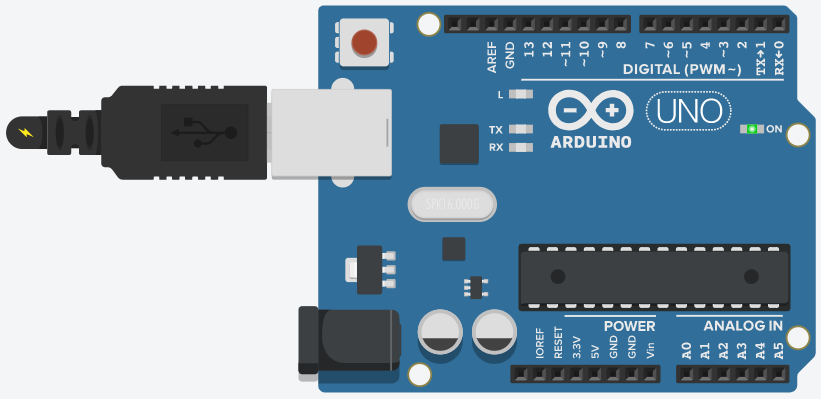 AREF
GND
13
12
~11
~10
~9
8
7
~6
~5
4
~3
2
TX→1
RX←0
DIGITAL (PWM~)
L
TX
RX
ARDUINO
UNO
ON
SPK16.000G
POWER
ANALOG IN
IOREF
RESET
3.3V
5V
GND
GND
Vin
A0
A1
A2
A3
A4
A5